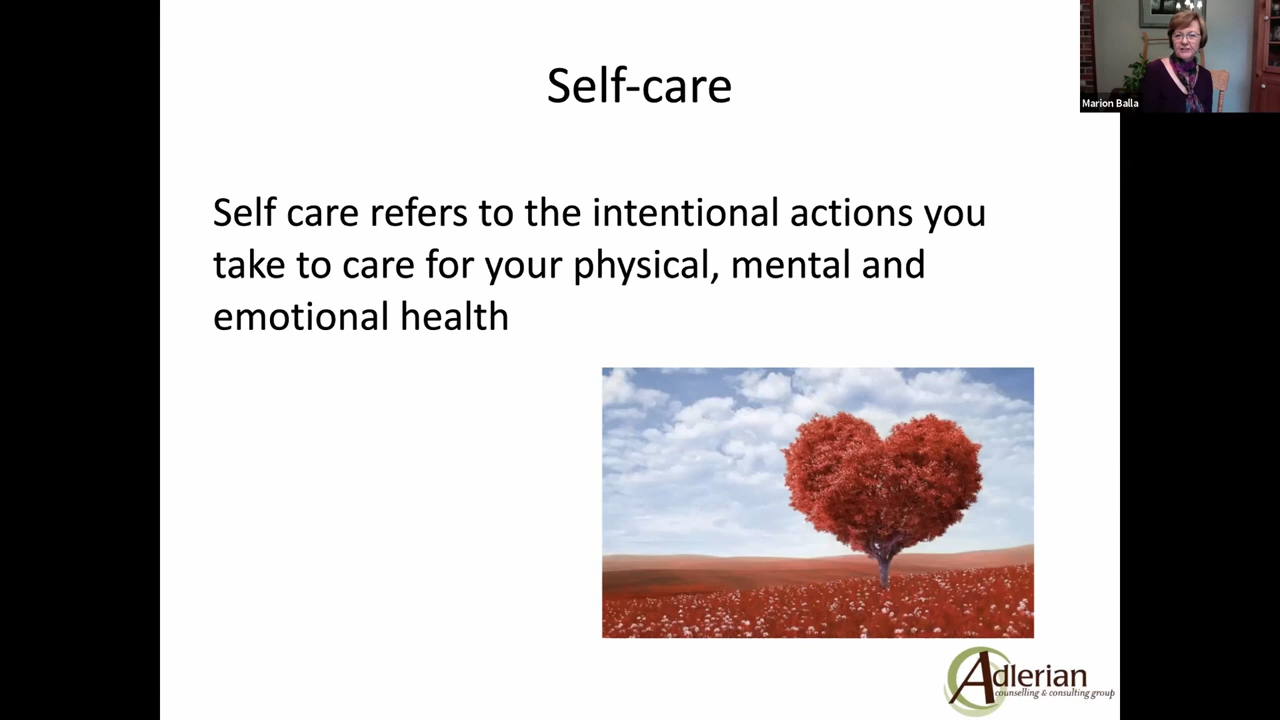 Self-care
Marion Balla
Self care refers to the intentional actions you
take to care for your physical, mental and
emotional health
Adlerian
counselling & consulting group